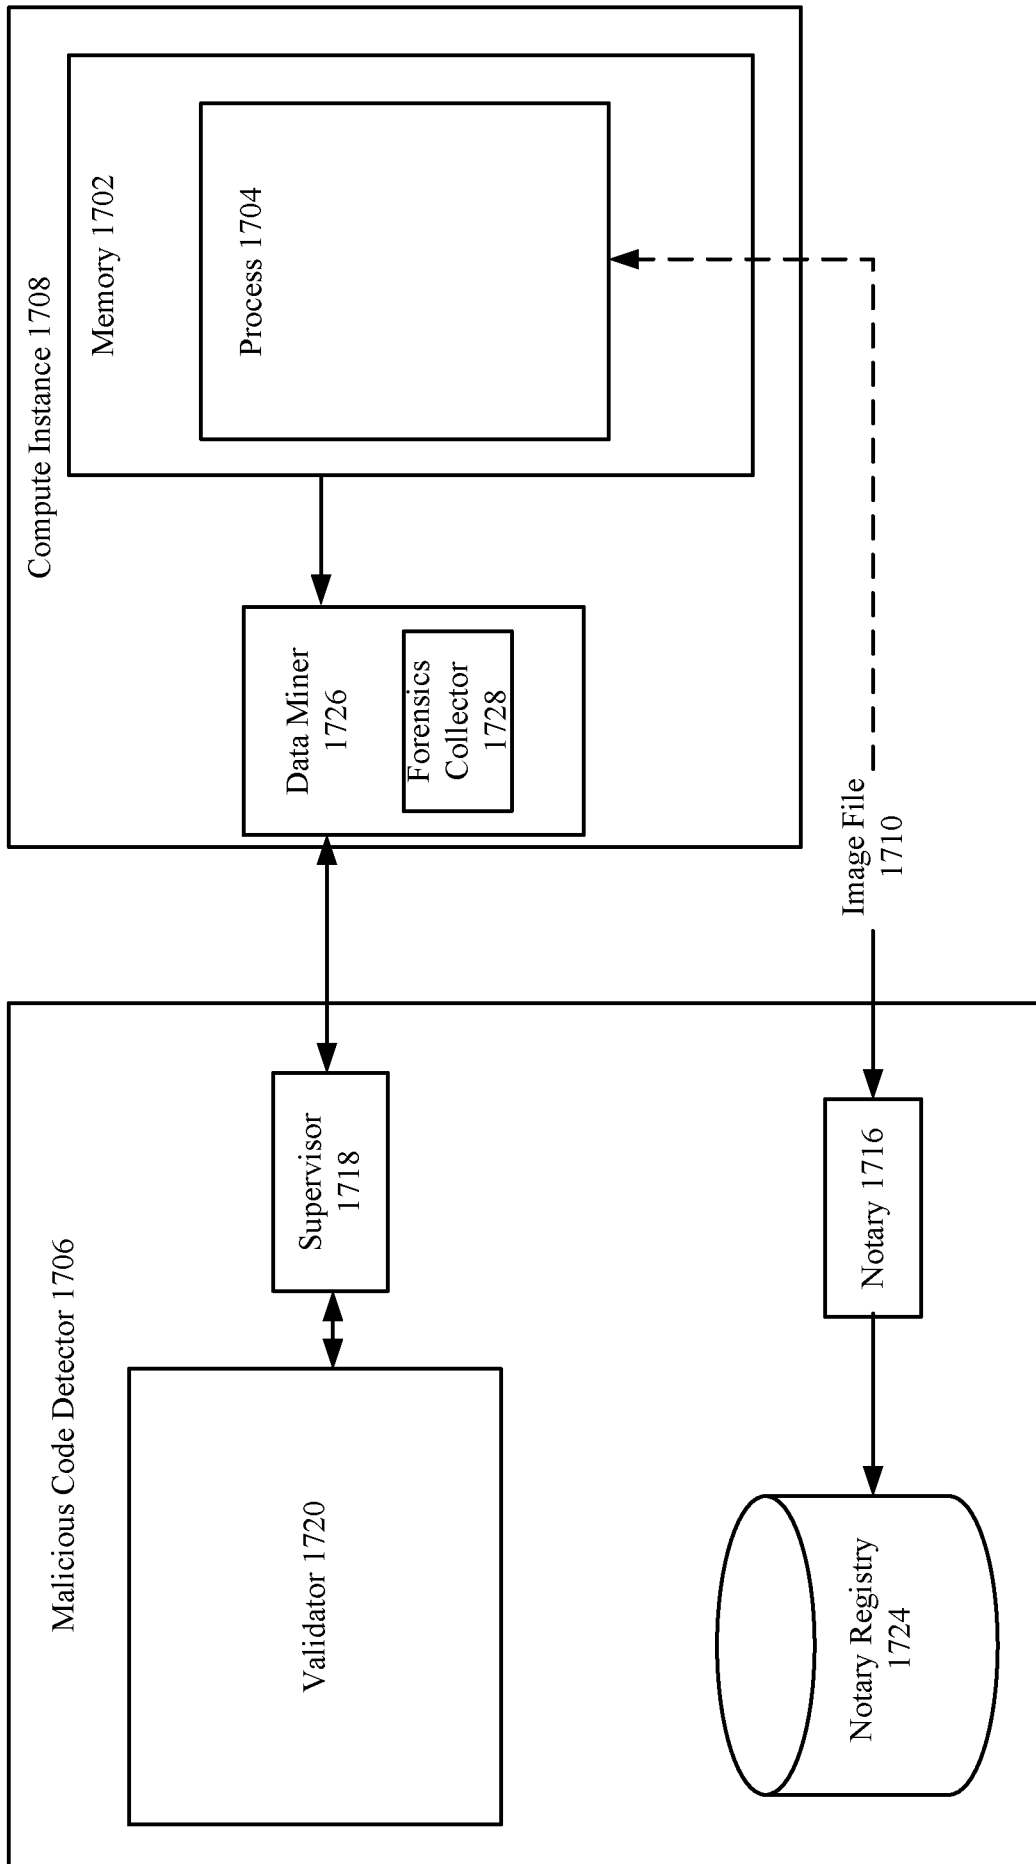 Malicious Code Detector 1706
Validator 1720
Supervisor
1718
Notary Registry
1724
Notary 1716
Compute Instance 1708
Data Miner
1726
Forensics
Collector
1728
Memory 1702
Process 1704
Image File
1710